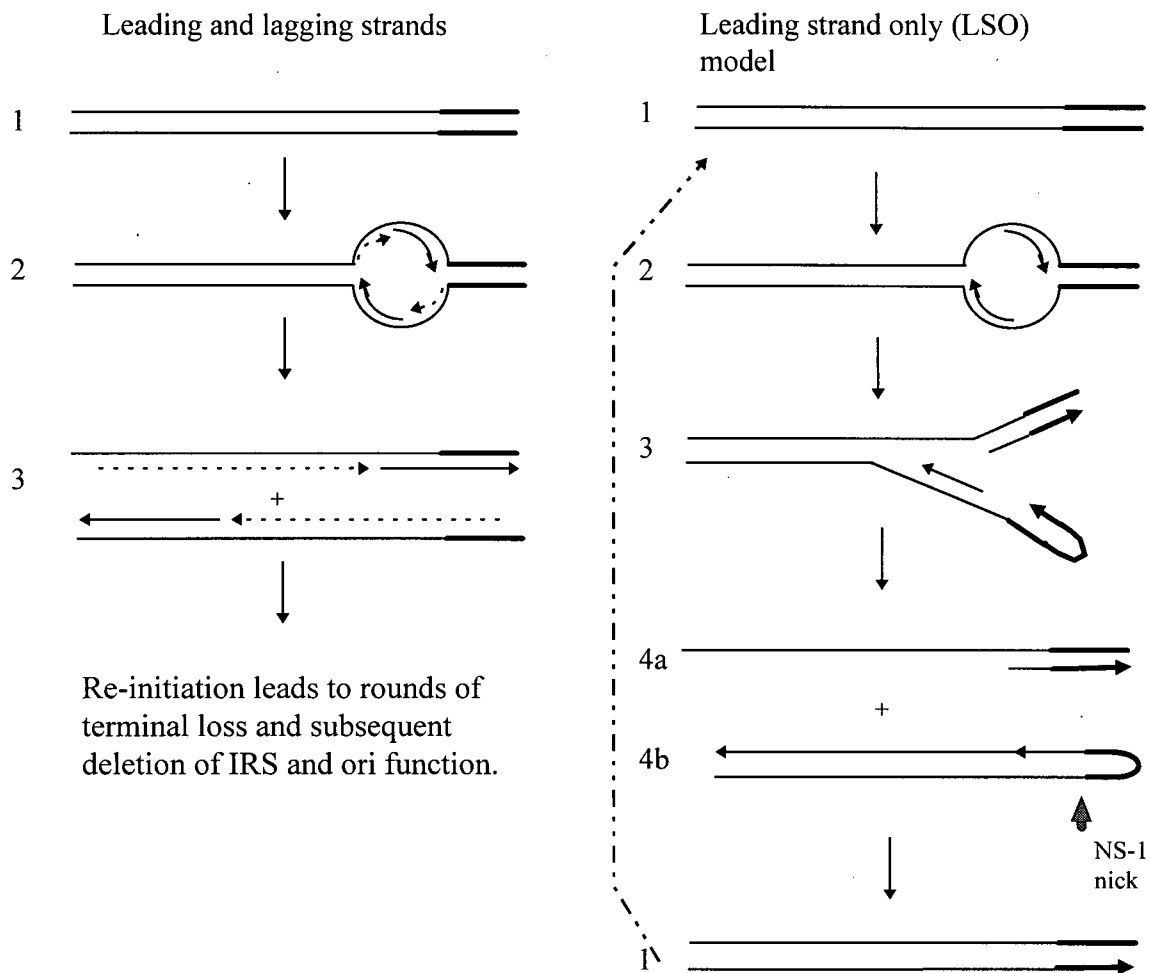 Leading and lagging strands
1
2
3
+
Re-initiation leads to rounds of
terminal loss and subsequent
deletion of IRS and ori function.
Leading strand only (LSO)
model
1
2
3
4a
+
4b
NS-1
nick
1